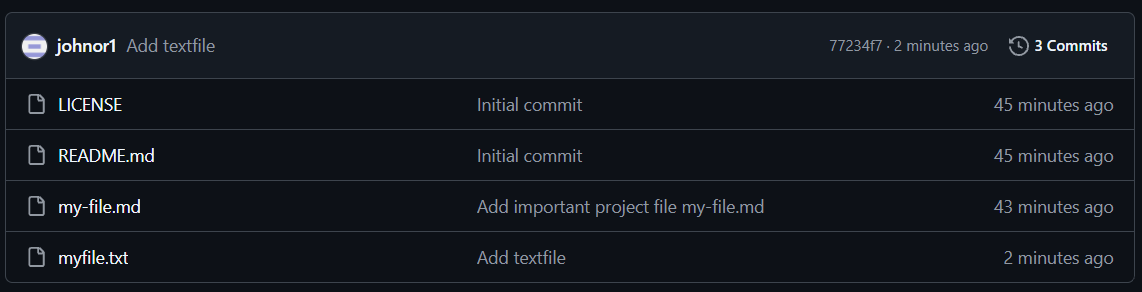 johnor1 Add textfile 77234f7 · 2 minutes ago 3 Commits
LICENSE Initial commit 45 minutes ago
README.md Initial commit 45 minutes ago
my-file.md Add important project file my-file.md 43 minutes ago
myfile.txt Add textfile 2 minutes ago